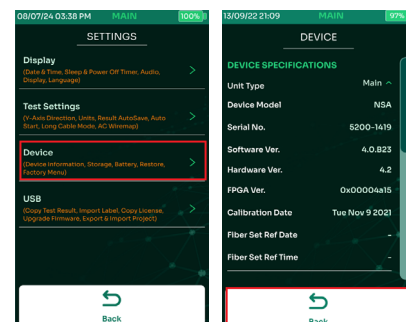 08/07/24 03:38 PM MAIN 100%
SETTINGS
Display
(Date & Time, Sleep & Power Off Timer, Audio,
Display, Language)
Test Settings
(Y-Axis Direction, Units, Result AutoSave, Auto
Start, Long Cable Mode, AC Wiremap)
Device
(Device Information, Storage, Battery, Restore,
Factory Menu)
USB
(Copy Test Result, Import Label, Copy License,
Upgrade Firmware, Export & Import Project)
Back
13/09/22 21:09 MAIN 97%
DEVICE
DEVICE SPECIFICATIONS
Unit Type Main
Device Model NSA
Serial No. 5200-1419
Software Ver. 4.0.B23
Hardware Ver. 4.2
FPGA Ver. 0x00004a15
Calibration Date Tue Nov 9 2021
Fiber Set Ref Date -
Fiber Set Ref Time -
Back